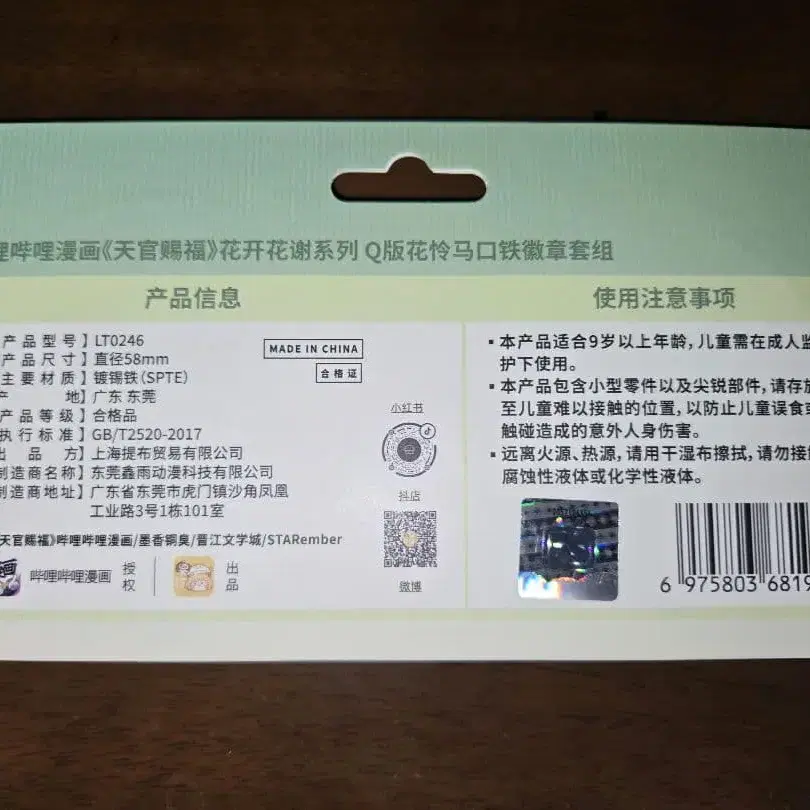 哩哔哩漫画《天官赐福》花开花谢系列 Q版花怜马口铁徽章套组
产品信息
产品型号】LT0246
产品尺寸】直径58mm
主要材质】镀锡铁（SPTE）
产 地】广东 东莞
产品等级】合格品
执行标准】GB/T2520-2017
出品方】上海提布贸易有限公司
制造商名称】东莞鑫雨动漫科技有限公司
制造商地址】广东省东莞市虎门镇沙角凤凰
工业路3号1栋101室
MADE IN CHINA
合格证
小红书
抖店
微博
天官赐福》哔哩哔哩漫画/墨香铜臭/晋江文学城/STARember
哔哩哔哩漫画 授权
出品
使用注意事项
▪本产品适合9岁以上年龄，儿童需在成人监
护下使用。
▪本产品包含小型零件以及尖锐部件，请存放
至儿童难以接触的位置，以防止儿童误食或
触碰造成的意外人身伤害。
▪远离火源、热源，请用干湿布擦拭，请勿接触
腐蚀性液体或化学性液体。
6 975803 6819